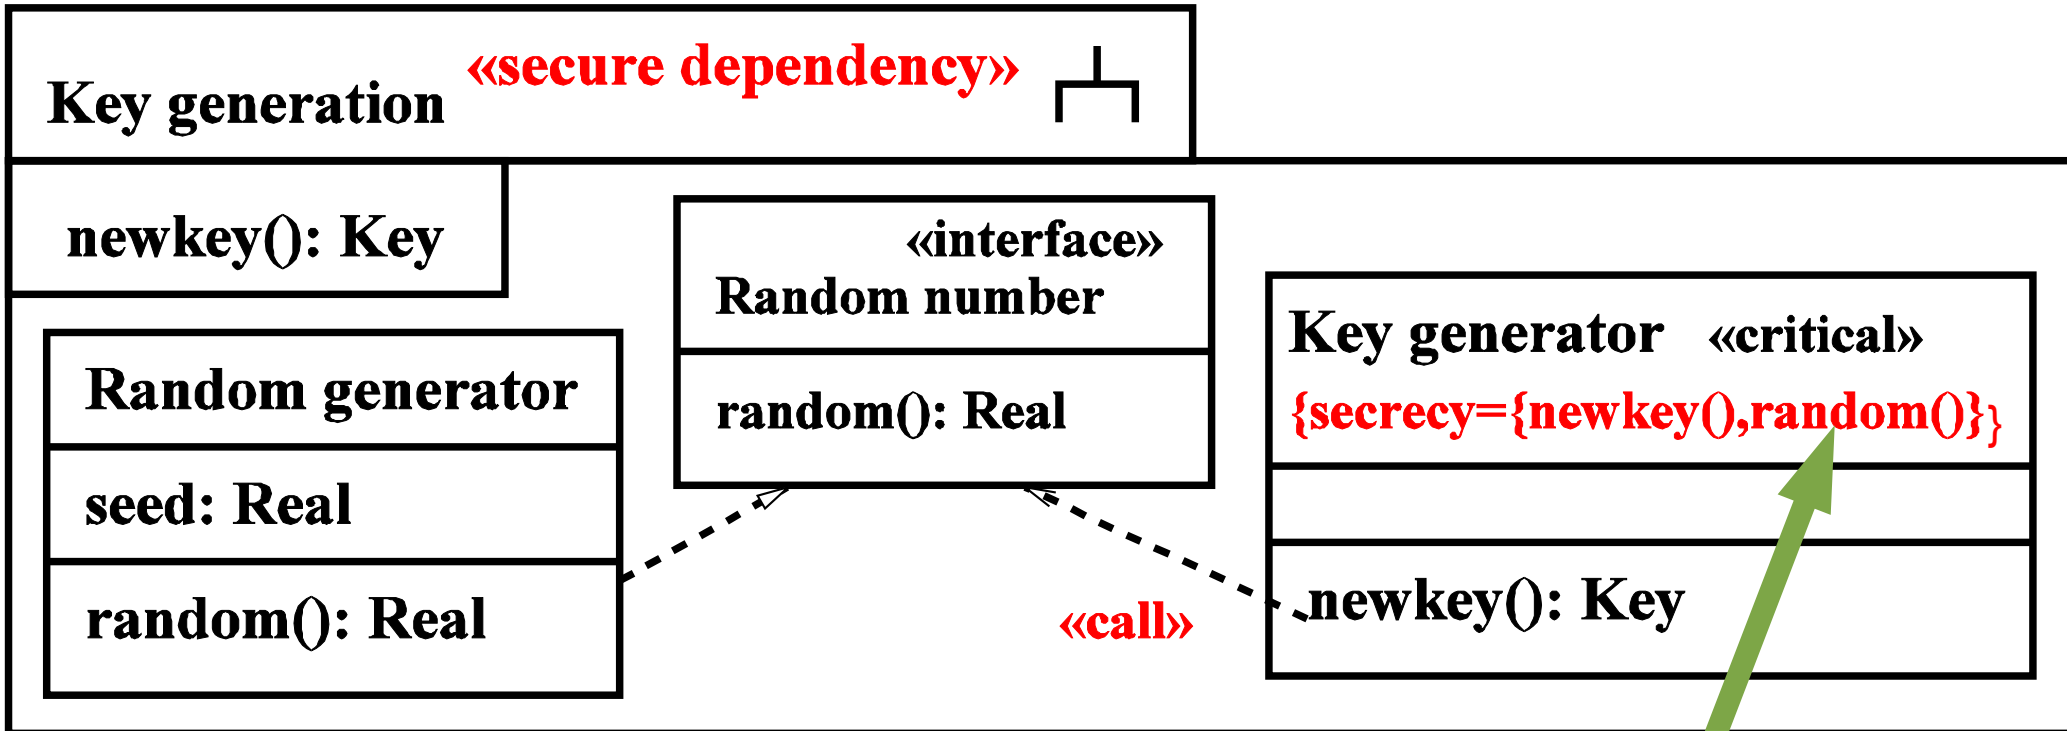 Key generation «secure dependency»
newkey(): Key
Random generator
seed: Real
random(): Real
«interface»
Random number
random(): Real
«call»
Key generator «critical»
{secrecy={newkey(),random()}}
newkey(): Key